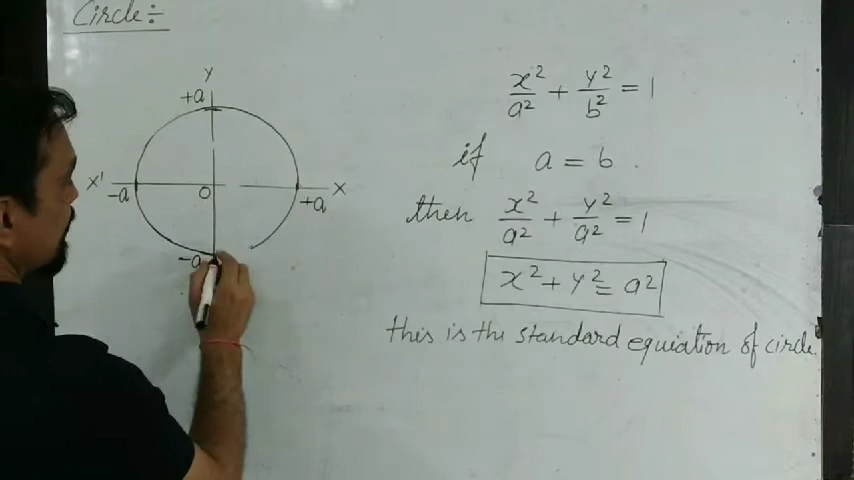 Circle:-
Y
+a
X' -a O +a X
-a
x²/a² + y²/b² = 1
if a = b .
then x²/a² + y²/a² = 1
x² + y² = a²
this is the standard equiation of circle.